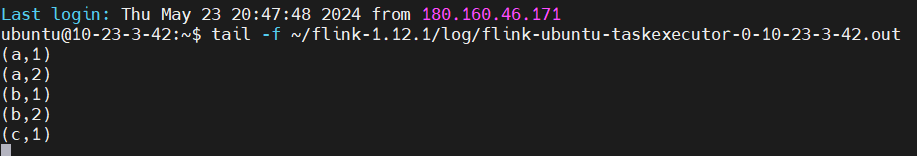 Last login: Thu May 23 20:47:48 2024 from 180.160.46.171
ubuntu@10-23-3-42:~$ tail -f ~/flink-1.12.1/log/flink-ubuntu-taskexecutor-0-10-23-3-42.out
(a,1)
(a,2)
(b,1)
(b,2)
(c,1)